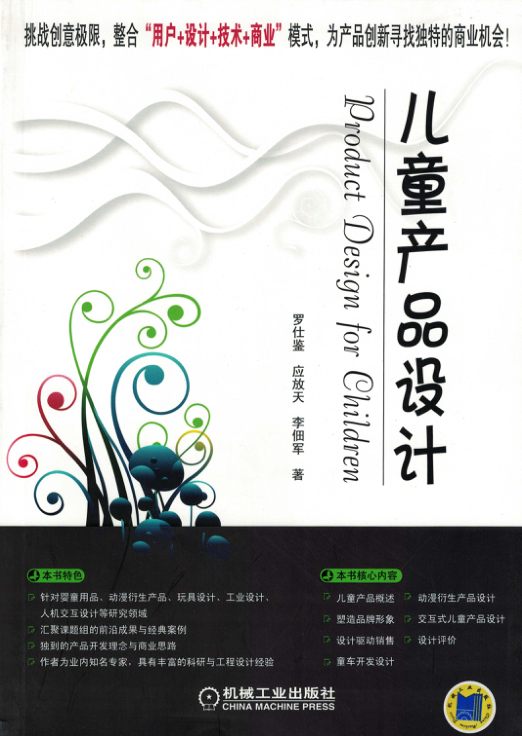 挑战创意极限，整合“用户+设计+技术+商业”模式，为产品创新寻找独特的商业机会！
儿童产品设计
Product Design for Children
罗仕鉴 应放天 李佃军 著
本书特色
针对婴童用品、动漫衍生产品、玩具设计、工业设计、
人机交互设计等研究领域
汇聚课题组的前沿成果与经典案例
独到的产品开发理念与商业思路
作者为业内知名专家，具有丰富的科研与工程设计经验
本书核心内容
儿童产品概述
动漫衍生产品设计
塑造品牌形象
交互式儿童产品设计
设计驱动销售
设计评价
童车开发设计
机械工业出版社
CHINA MACHINE PRESS